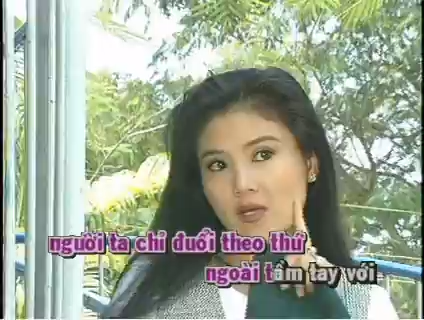 người ta chỉ đuổi theo thứ
ngoài tầm tay với